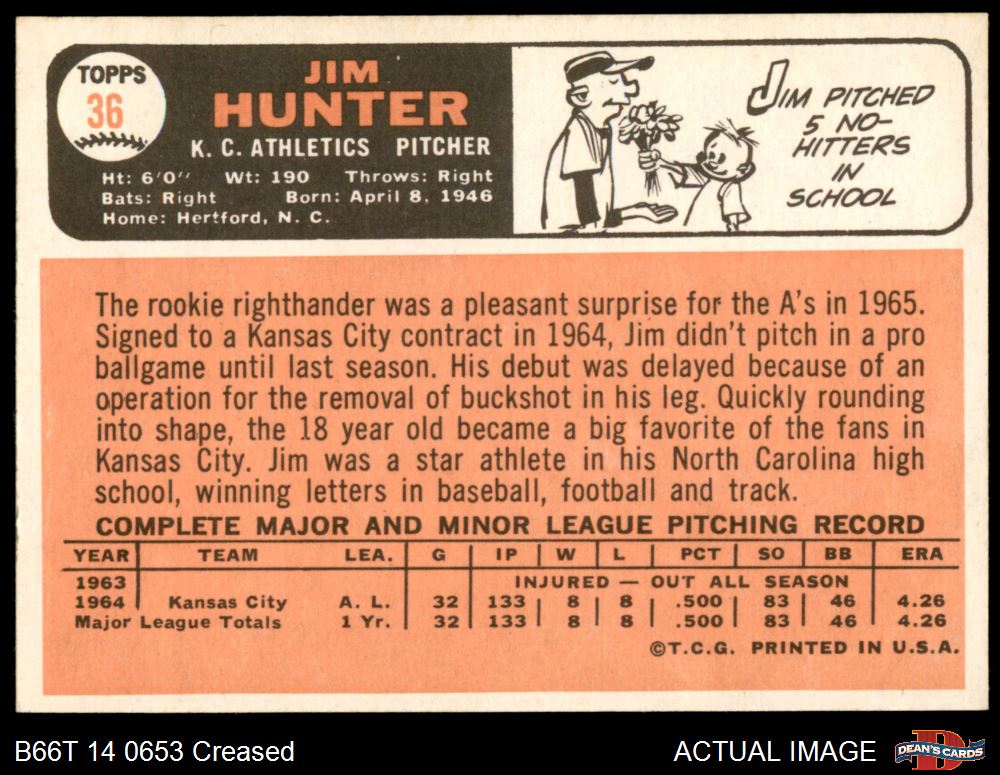 TOPPS
36
JIM
HUNTER
K. C. ATHLETICS PITCHER
Ht: 6'0" Wt: 190 Throws: Right
Bats: Right Born: April 8, 1946
Home: Hertford, N. C.
JIM PITCHED
5 NO-
HITTERS
IN
SCHOOL
The rookie righthander was a pleasant surprise for the A's in 1965.
Signed to a Kansas City contract in 1964, Jim didn't pitch in a pro
ballgame until last season. His debut was delayed because of an
operation for the removal of buckshot in his leg. Quickly rounding
into shape, the 18 year old became a big favorite of the fans in
Kansas City. Jim was a star athlete in his North Carolina high
school, winning letters in baseball, football and track.
COMPLETE MAJOR AND MINOR LEAGUE PITCHING RECORD
YEAR TEAM LEA. G IP W L PCT SO BB ERA
1963 INJURED — OUT ALL SEASON
1964 Kansas City A. L. 32 133 8 8 .500 83 46 4.26
Major League Totals 1 Yr. 32 133 8 8 .500 83 46 4.26
©T.C.G. PRINTED IN U.S.A.
B66T 14 0653 Creased
ACTUAL IMAGE
D
DEAN'S CARDS